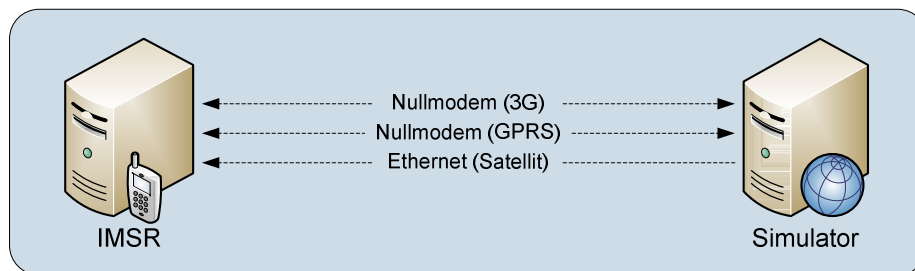 Nullmodem (3G)
Nullmodem (GPRS)
Ethernet (Satellit)
IMSR
Simulator